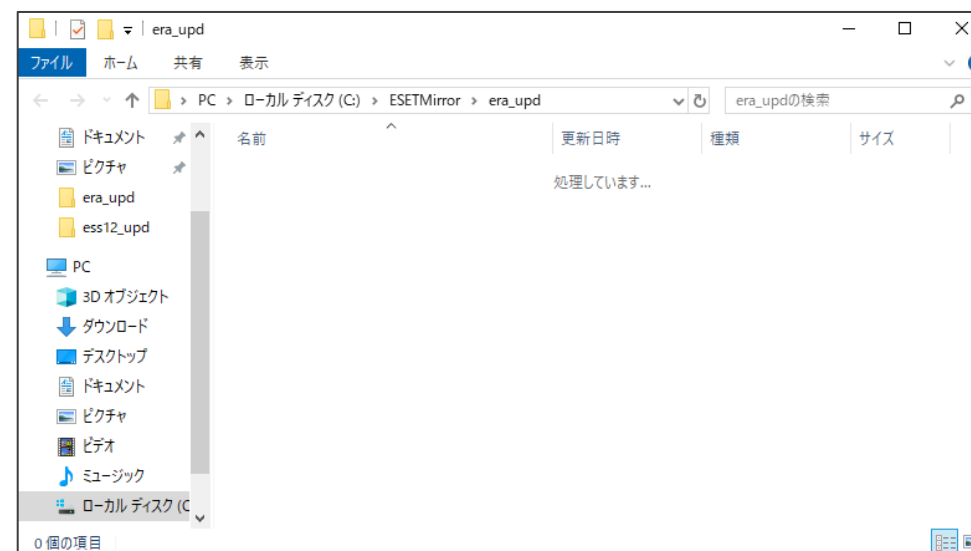 era_upd
ファイル ホーム 共有 表示
PC ローカル ディスク (C:) ESETMirror era_upd era_updの検索
ドキュメント
ピクチャ
era_upd
ess12_upd
PC
3D オブジェクト
ダウンロード
デスクトップ
ドキュメント
ピクチャ
ビデオ
ミュージック
ローカル ディスク (C
名前 更新日時 種類 サイズ
処理しています...
0 個の項目